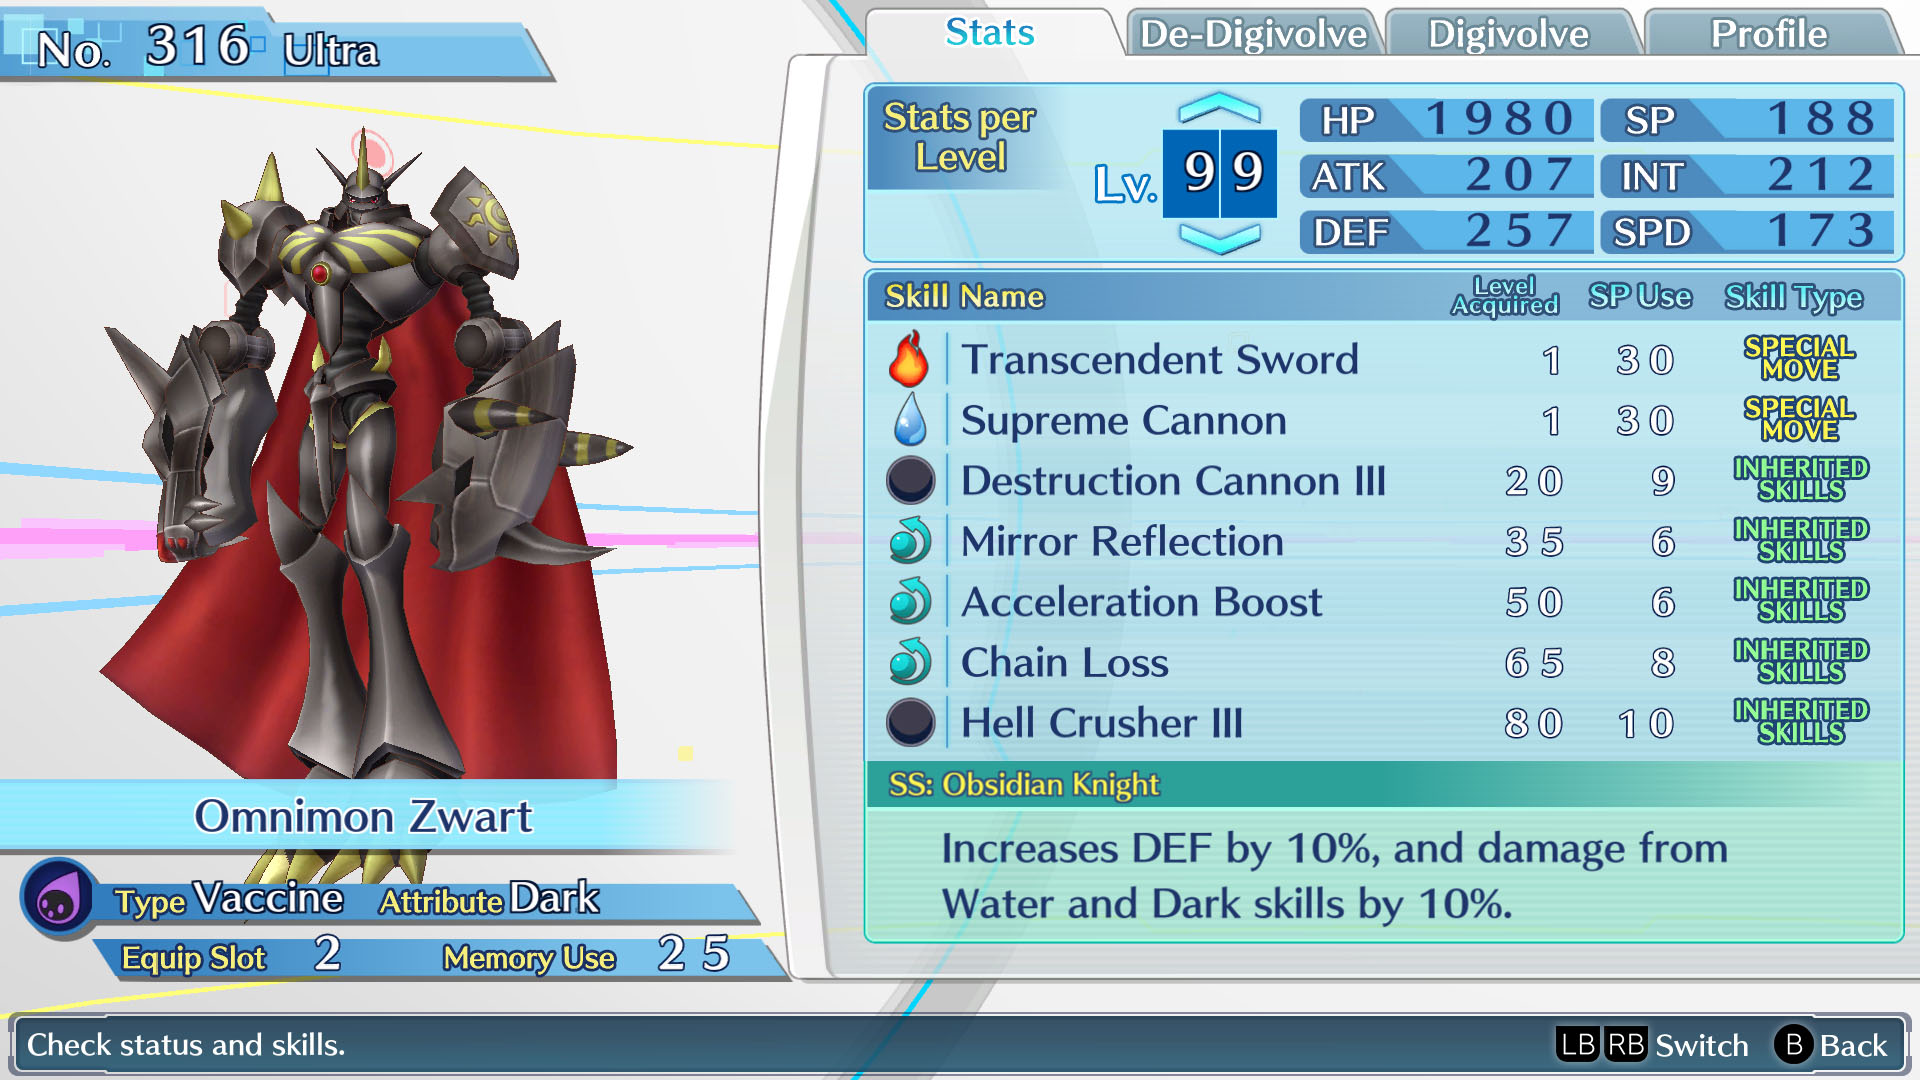 No. 316 Ultra
Stats De-Digivolve Digivolve Profile
Stats per Level
Lv. 99
HP 1980 SP 188
ATK 207 INT 212
DEF 257 SPD 173
Skill Name Level Acquired SP Use Skill Type
Transcendent Sword 1 30 SPECIAL MOVE
Supreme Cannon 1 30 SPECIAL MOVE
Destruction Cannon III 20 9 INHERITED SKILLS
Mirror Reflection 35 6 INHERITED SKILLS
Acceleration Boost 50 6 INHERITED SKILLS
Chain Loss 65 8 INHERITED SKILLS
Hell Crusher III 80 10 INHERITED SKILLS
SS: Obsidian Knight
Increases DEF by 10%, and damage from
Water and Dark skills by 10%.
Omnimon Zwart
Type Vaccine Attribute Dark
Equip Slot 2 Memory Use 25
Check status and skills.
LB RB Switch B Back